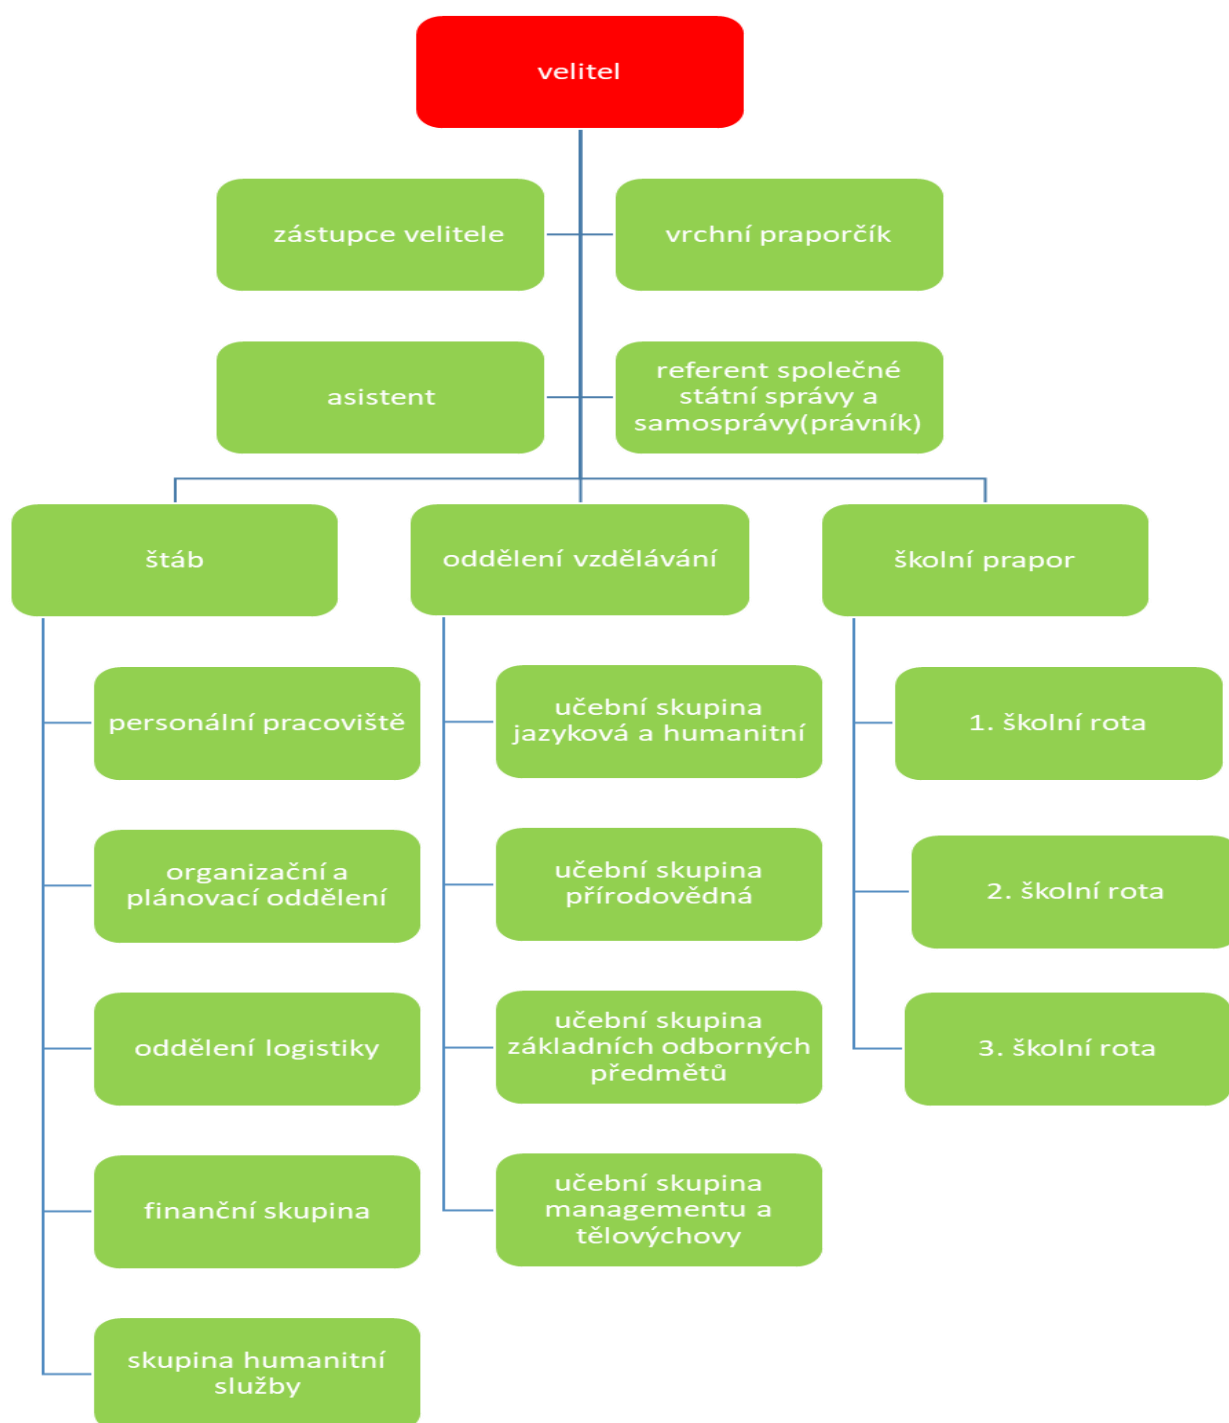 velitel
zástupce velitele
vrchní praporčík
asistent
referent společné
státní správy a
samosprávy(právník)
štáb
oddělení vzdělávání
školní prapor
personální pracoviště
organizační a
plánovací oddělení
oddělení logistiky
finanční skupina
skupina humanitní
služby
učební skupina
jazyková a humanitní
učební skupina
přírodovědná
učební skupina
základních odborných
předmětů
učební skupina
managementu a
tělovýchovy
1. školní rota
2. školní rota
3. školní rota